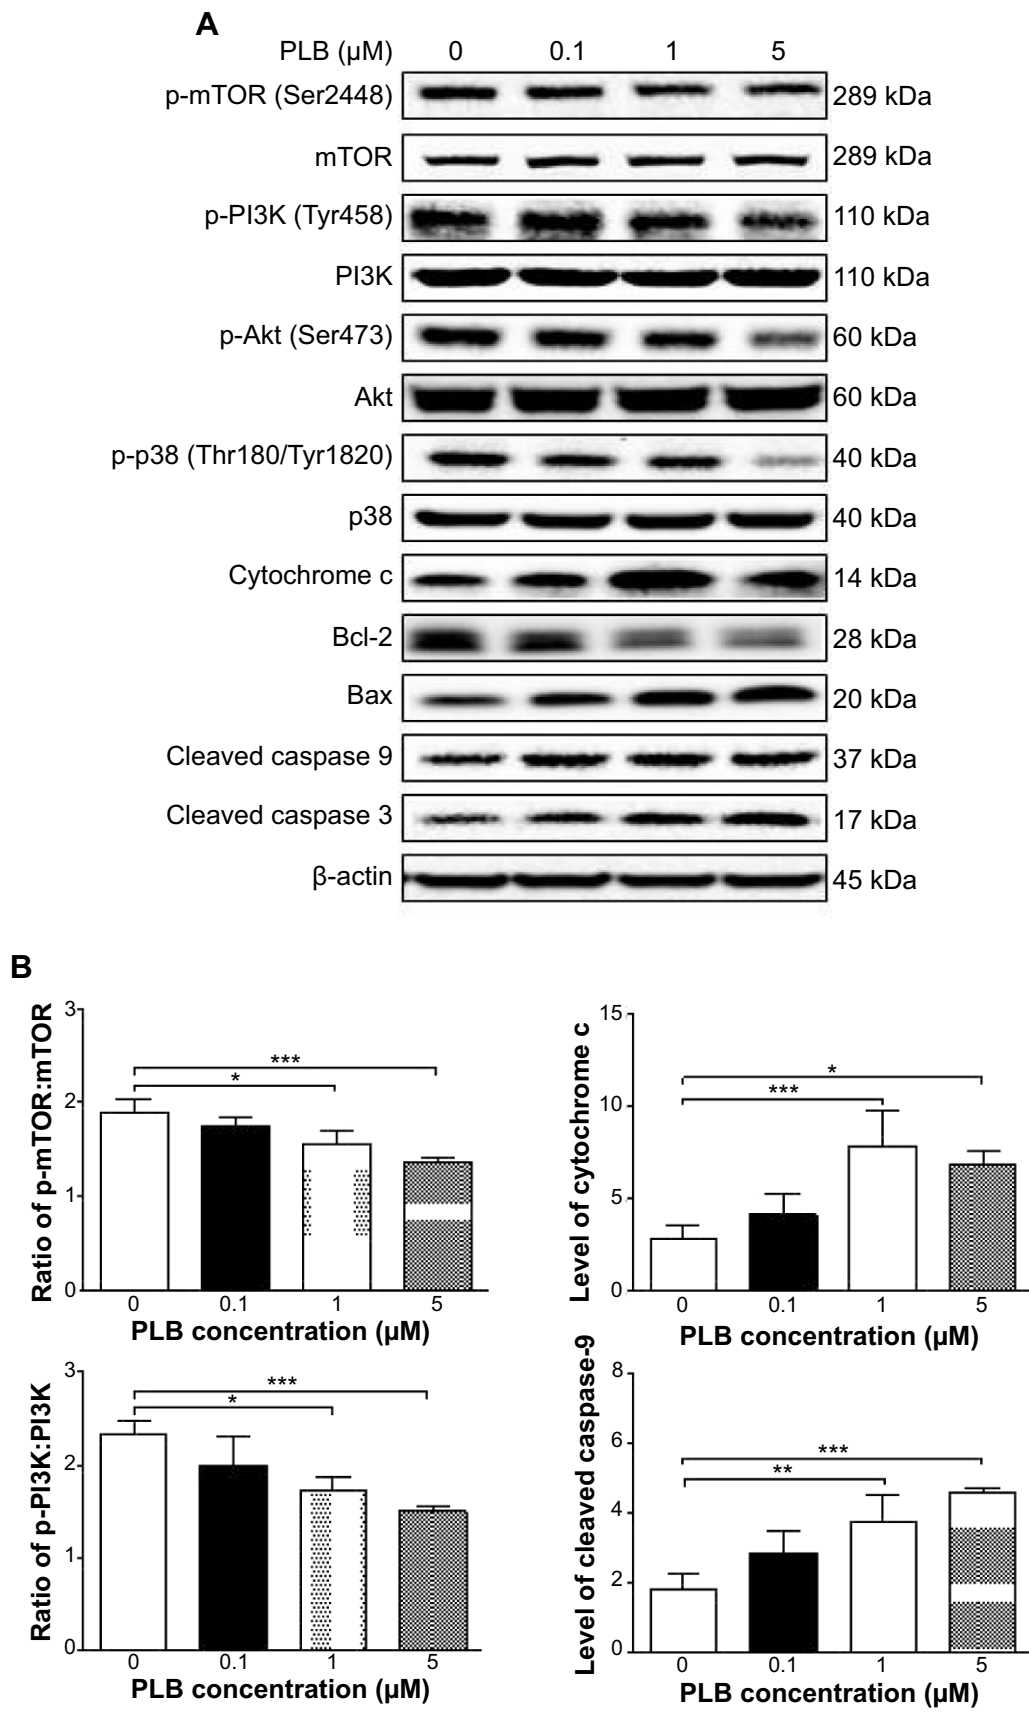 A
PLB (µM) 0 0.1 1 5
p-mTOR (Ser2448) 289 kDa
mTOR 289 kDa
p-PI3K (Tyr458) 110 kDa
PI3K 110 kDa
p-Akt (Ser473) 60 kDa
Akt 60 kDa
p-p38 (Thr180/Tyr1820) 40 kDa
p38 40 kDa
Cytochrome c 14 kDa
Bcl-2 28 kDa
Bax 20 kDa
Cleaved caspase 9 37 kDa
Cleaved caspase 3 17 kDa
β-actin 45 kDa
B
Ratio of p-mTOR:mTOR
3
2
1
0
***
*
0 0.1 1 5
PLB concentration (µM)
Level of cytochrome c
15
10
5
0
*
***
0 0.1 1 5
PLB concentration (µM)
Ratio of p-PI3K:PI3K
3
2
1
0
***
*
0 0.1 1 5
PLB concentration (µM)
Level of cleaved caspase-9
8
6
4
2
0
***
**
0 0.1 1 5
PLB concentration (µM)